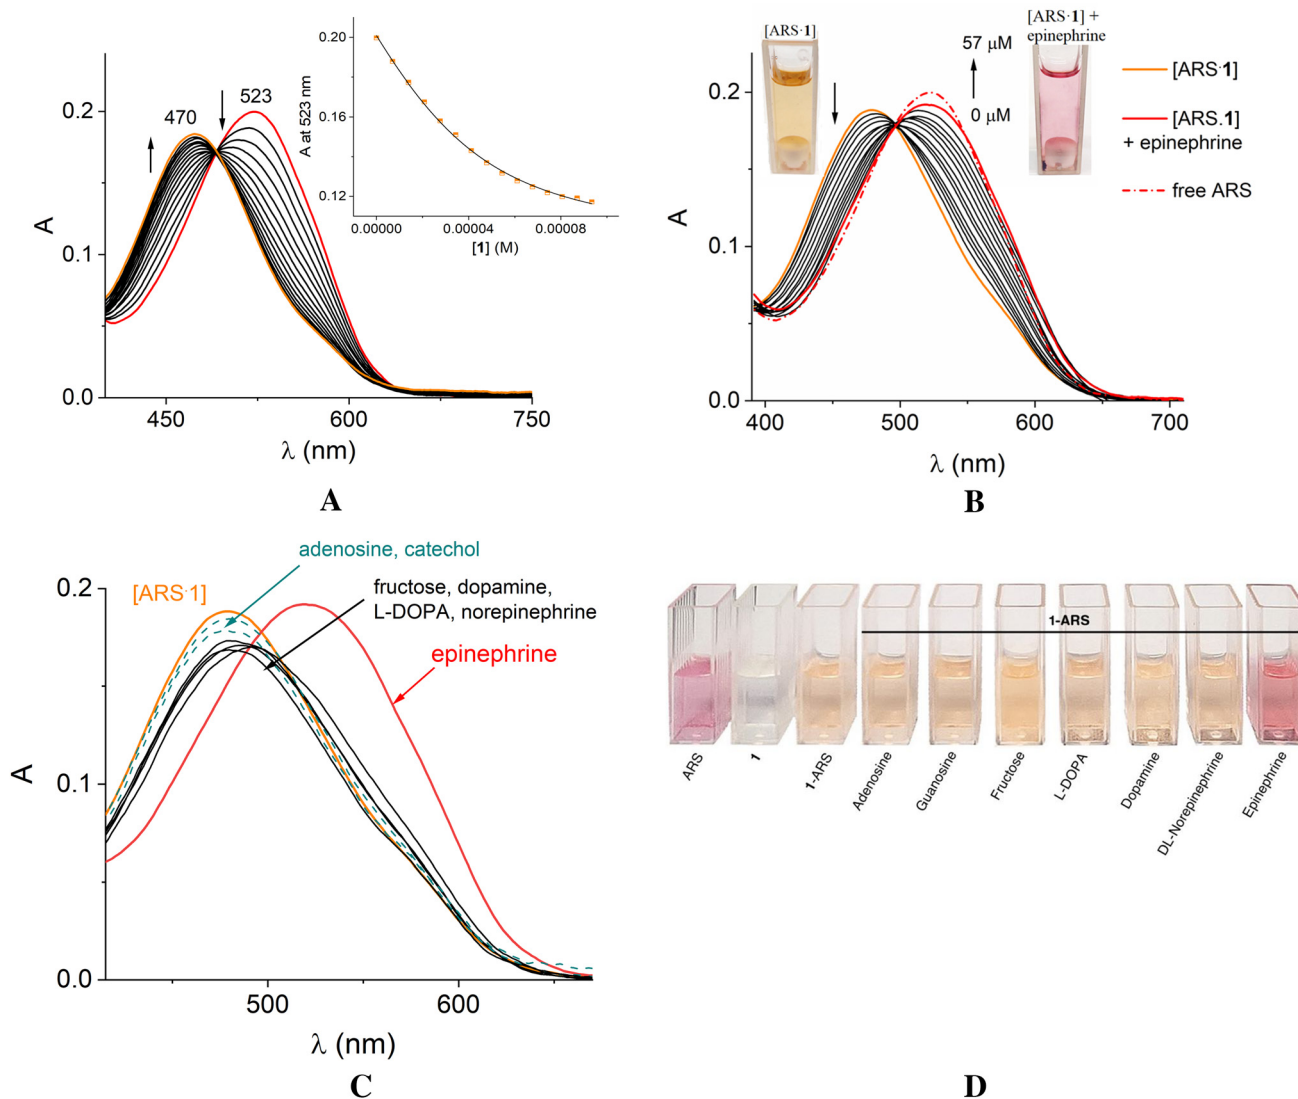 0.20
0.16
0.12
A at 523 nm
0.00000
0.00004
0.00008
[1] (M)
470
523
0.2
0.1
0.0
A
450
600
750
λ (nm)
A
[ARS·1]
57 μM
0 μM
[ARS·1] +
epinephrine
[ARS·1]
[ARS.1]
+ epinephrine
free ARS
0.2
0.1
0.0
A
400
500
600
700
λ (nm)
B
adenosine, catechol
[ARS·1]
fructose, dopamine,
L-DOPA, norepinephrine
epinephrine
0.2
0.1
0.0
A
500
600
λ (nm)
C
1-ARS
ARS
1
1-ARS
Adenosine
Guanosine
Fructose
L-DOPA
Dopamine
DL-Norepinephrine
Epinephrine
D